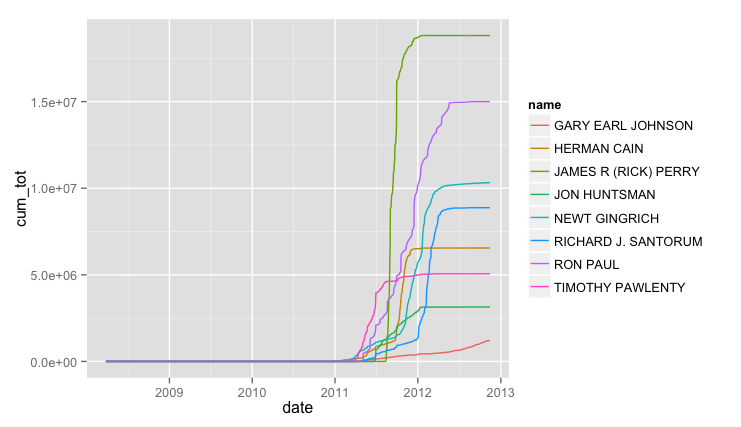 cum_tot
1.5e+07
1.0e+07
5.0e+06
0.0e+00
2009 2010 2011 2012 2013
date
name
GARY EARL JOHNSON
HERMAN CAIN
JAMES R (RICK) PERRY
JON HUNTSMAN
NEWT GINGRICH
RICHARD J. SANTORUM
RON PAUL
TIMOTHY PAWLENTY